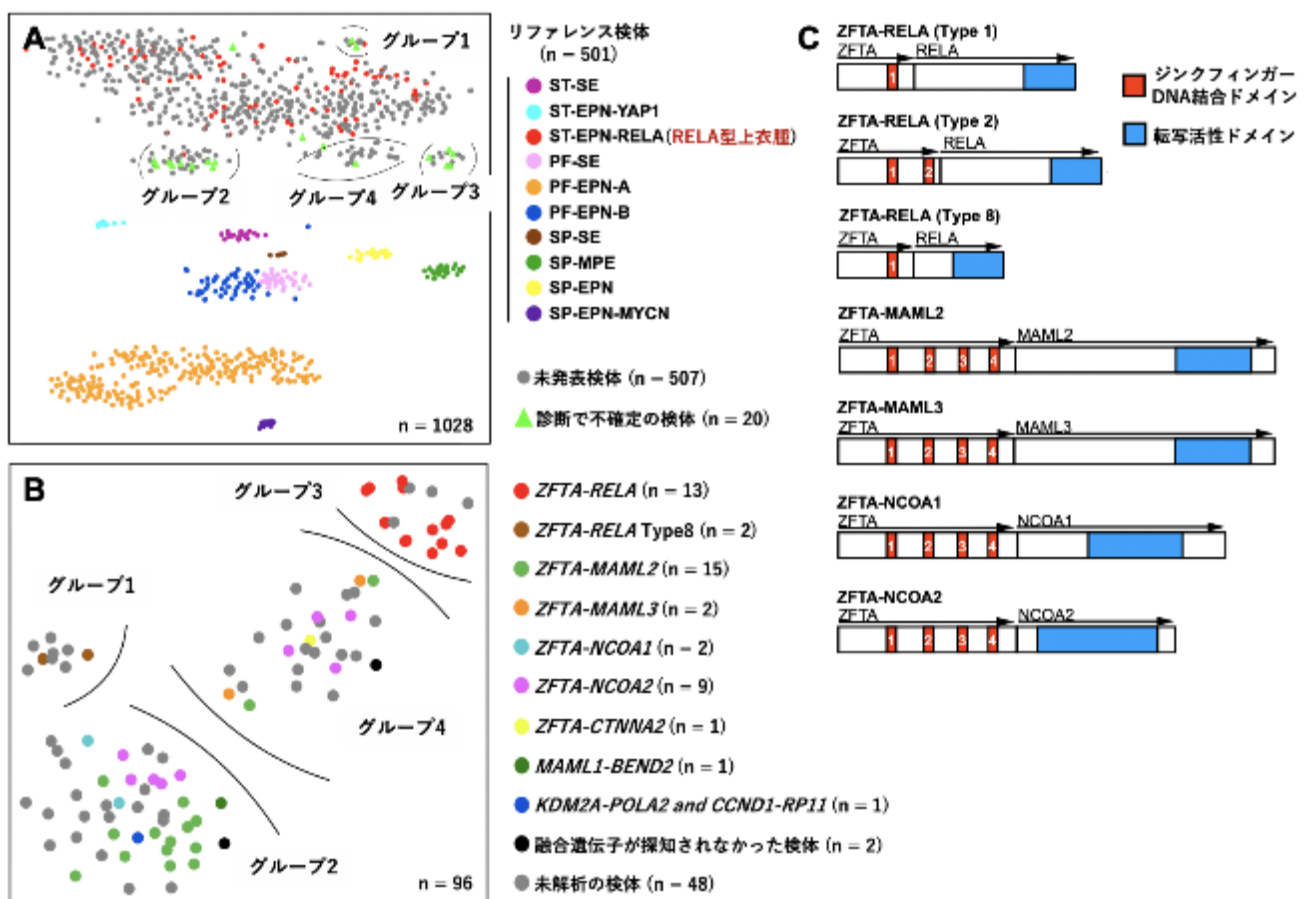 A
グループ1
グループ2
グループ4
グループ3
n = 1028
リファレンス検体
(n − 501)
ST-SE
ST-EPN-YAP1
ST-EPN-RELA(RELA型上衣腫)
PF-SE
PF-EPN-A
PF-EPN-B
SP-SE
SP-MPE
SP-EPN
SP-EPN-MYCN
未発表検体 (n − 507)
診断で不確定の検体 (n = 20)
B
グループ3
グループ1
グループ4
グループ2
n = 96
ZFTA-RELA (n = 13)
ZFTA-RELA Type8 (n = 2)
ZFTA-MAML2 (n = 15)
ZFTA-MAML3 (n = 2)
ZFTA-NCOA1 (n − 2)
ZFTA-NCOA2 (n − 9)
ZFTA-CTNNA2 (n = 1)
MAML1-BEND2 (n = 1)
KDM2A-POLA2 and CCND1-RP11 (n = 1)
融合遺伝子が探知されなかった検体 (n = 2)
未解析の検体 (n − 48)
C
ZFTA-RELA (Type 1)
ZFTA RELA
1
ZFTA-RELA (Type 2)
ZFTA RELA
1 2
ZFTA-RELA (Type 8)
ZFTA RELA
1
ZFTA-MAML2
ZFTA MAML2
1 2 3 4
ZFTA-MAML3
ZFTA MAML3
1 2 3 4
ZFTA-NCOA1
ZFTA NCOA1
1 2 3 4
ZFTA-NCOA2
ZFTA NCOA2
1 2 3 4
ジンクフィンガー
DNA結合ドメイン
転写活性ドメイン